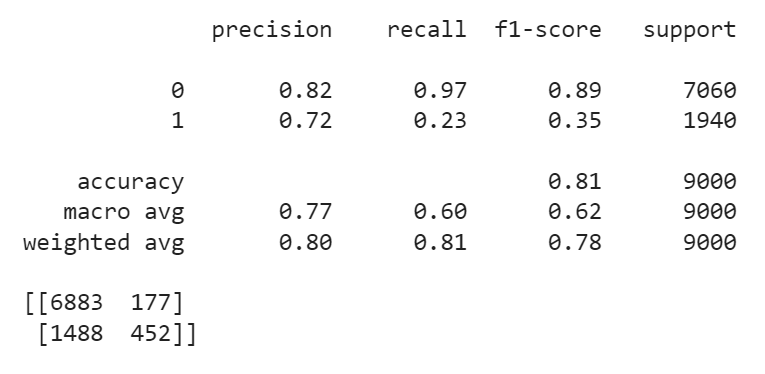 precision recall f1-score support
0 0.82 0.97 0.89 7060
1 0.72 0.23 0.35 1940
accuracy 0.81 9000
macro avg 0.77 0.60 0.62 9000
weighted avg 0.80 0.81 0.78 9000
[[6883 177]
[1488 452]]